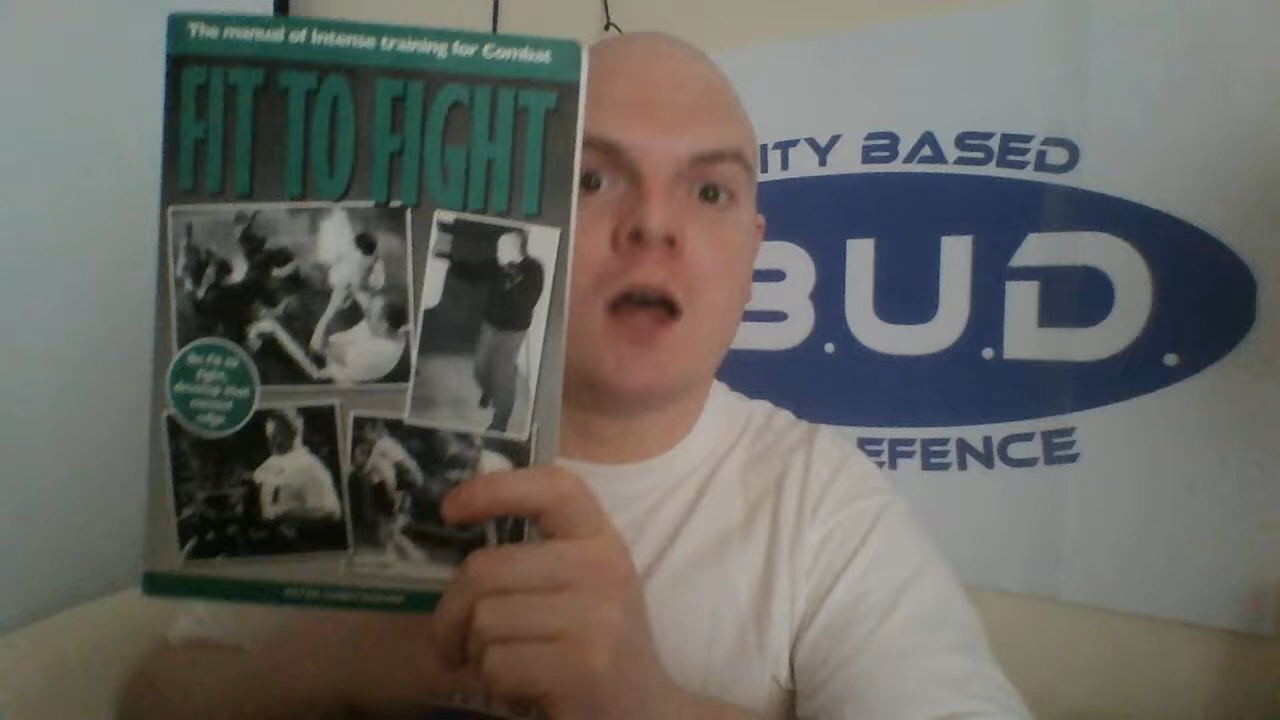 The manual of Intense training for Combat
FIT TO FIGHT
ITY BASED
B.U.D.
EFENCE